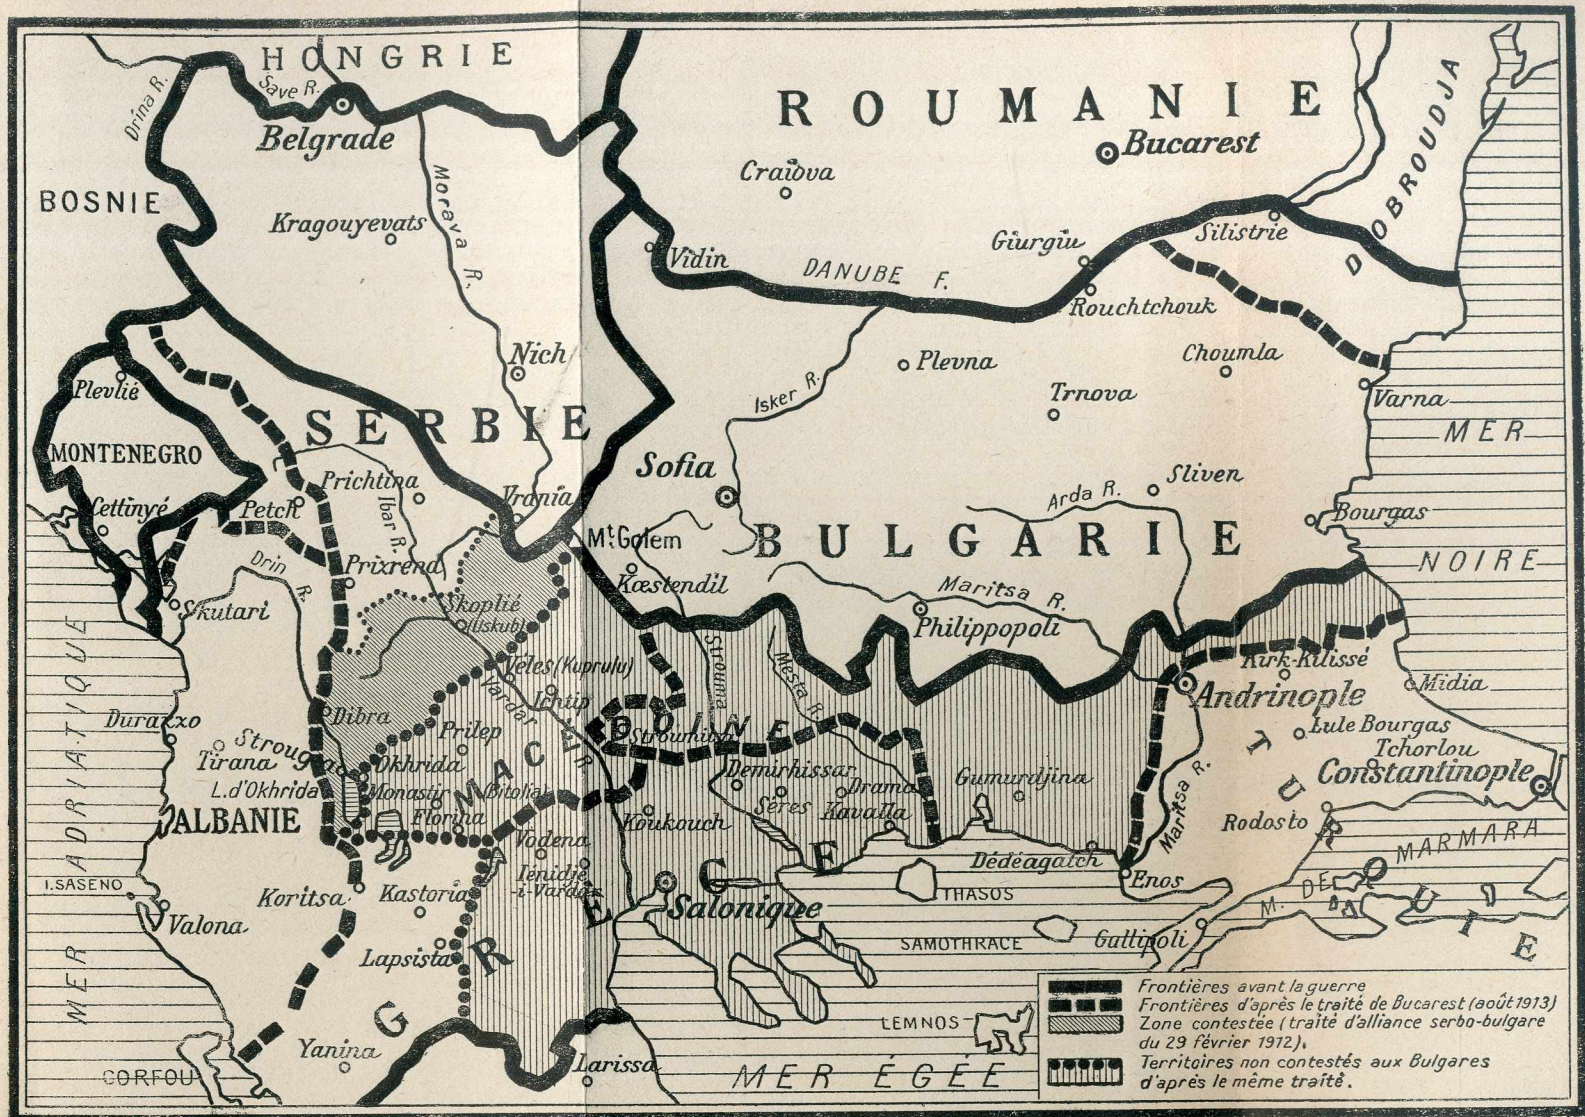 HONGRIE
Drina R.
Save R.
Belgrade
ROUMANIE
Bucarest
Craïova
DOBROUDJA
BOSNIE
Kragouyevats
Morava R.
Vidin
DANUBE F.
Giurgiu
Silistrie
Rouchtchouk
Nich
Isker R.
Plevna
Choumla
Trnova
Varna
Plevlié
SERBIE
MONTENEGRO
Sofia
MER
NOIRE
Prichtina
Ibar R.
Vrania
Sliven
Arda R.
Cettinyé
Petch
Bourgas
Mt. Golem
BULGARIE
Drin R.
Prizrend
Kœstendil
Maritsa R.
Skutari
Skoplié
(Uskub)
Philippopoli
Vélès (Kuprulu)
Strouma
Mesta R.
Kirk-Kilissé
Andrinople
Midia
MER ADRIATIQUE
Ichtip
Vardar R.
Durazzo
Dibra
Prilep
Stroumitsa
Lule Bourgas
Tirana
Strouga
Okhrida
MACÉDOINE
Tchorlou
Constantinople
L. d'Okhrida
Monastir
(Bitolia)
Demirhissar
Drama
Gumurdjina
Sérès
Kavalla
TURQUIE
ALBANIE
Florina
Koukouch
Maritsa R.
Rodosto
Vodena
Dédéagatch
M. DE MARMARA
I. SASENO
Iénidjé
-i-Vardar
Enos
Koritsa
Kastoria
Salonique
THASOS
Valona
GRÈCE
SAMOTHRACE
Gallipoli
Lapsista
LEMNOS
Yanina
CORFOU
Larissa
MER ÉGÉE
Frontières avant la guerre
Frontières d'après le traité de Bucarest (août 1913)
Zone contestée (traité d'alliance serbo-bulgare
du 29 février 1912).
Territoires non contestés aux Bulgares
d'après le même traité.